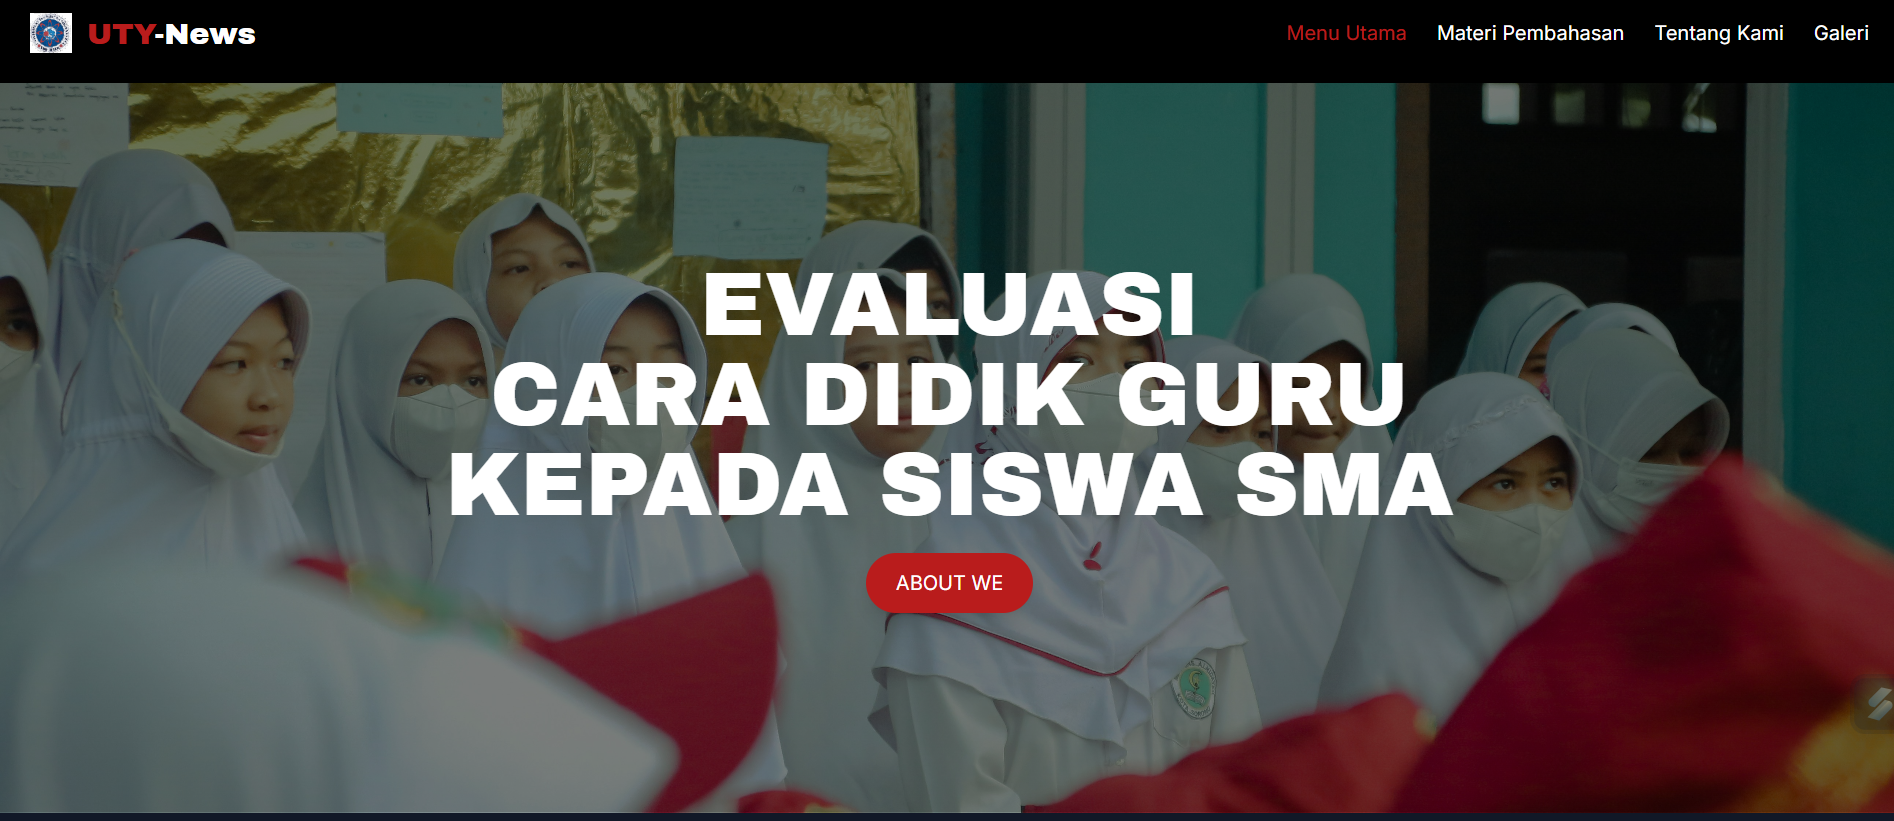 UTY-News
Menu Utama
Materi Pembahasan
Tentang Kami
Galeri
EVALUASI
CARA DIDIK GURU
KEPADA SISWA SMA
ABOUT WE